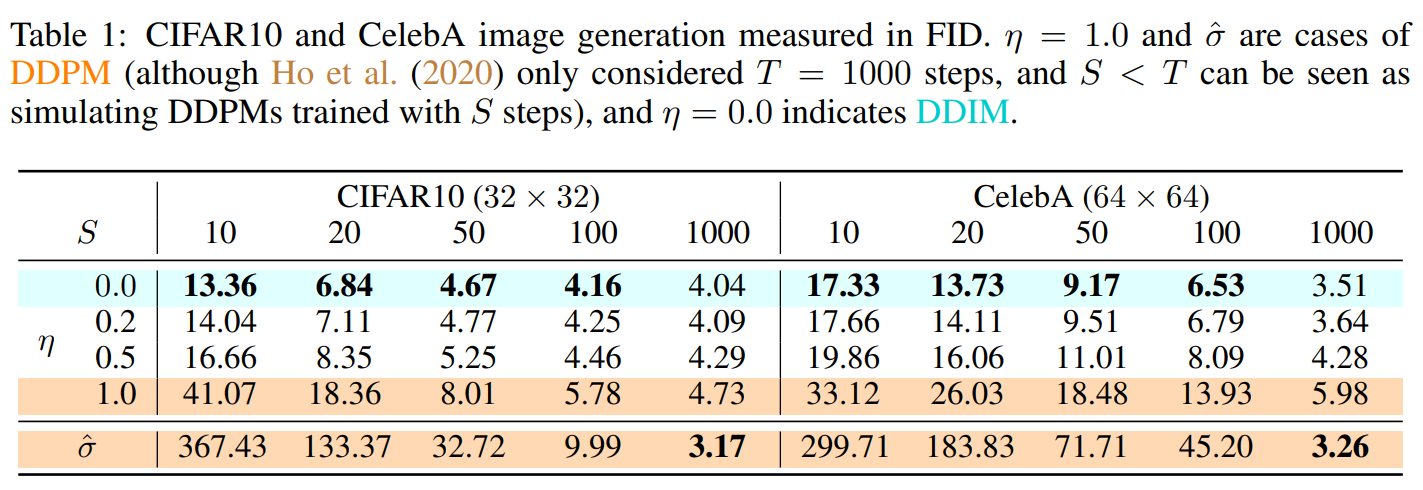 Table 1: CIFAR10 and CelebA image generation measured in FID. η = 1.0 and σ̂ are cases of
DDPM (although Ho et al. (2020) only considered T = 1000 steps, and S < T can be seen as
simulating DDPMs trained with S steps), and η = 0.0 indicates DDIM.
CIFAR10 (32 × 32) CelebA (64 × 64)
S 10 20 50 100 1000 10 20 50 100 1000
0.0 13.36 6.84 4.67 4.16 4.04 17.33 13.73 9.17 6.53 3.51
0.2 14.04 7.11 4.77 4.25 4.09 17.66 14.11 9.51 6.79 3.64
η
0.5 16.66 8.35 5.25 4.46 4.29 19.86 16.06 11.01 8.09 4.28
1.0 41.07 18.36 8.01 5.78 4.73 33.12 26.03 18.48 13.93 5.98
σ̂ 367.43 133.37 32.72 9.99 3.17 299.71 183.83 71.71 45.20 3.26